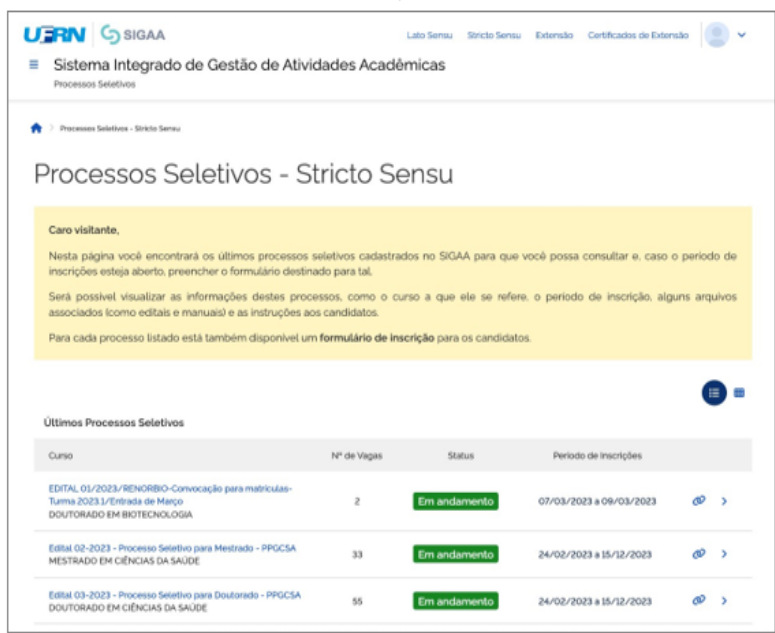 UFRN SIGAA Lato Sensu Stricto Sensu Extensão Certificados de Extensão
Sistema Integrado de Gestão de Atividades Acadêmicas
Processos Seletivos
Processos Seletivos - Stricto Sensu
Processos Seletivos - Stricto Sensu
Caro visitante,
Nesta página você encontrará os últimos processos seletivos cadastrados no SIGAA para que você possa consultar e, caso o período de
inscrições esteja aberto, preencher o formulário destinado para tal.
Será possível visualizar as informações destes processos, como o curso a que ele se refere, o período de inscrição, alguns arquivos
associados (como editais e manuais) e as instruções aos candidatos.
Para cada processo listado está também disponível um formulário de inscrição para os candidatos.
Últimos Processos Seletivos
Curso Nº de Vagas Status Período de Inscrições
EDITAL 01/2023/RENORBIO-Convocação para matrículas-
Turma 2023.1/Entrada de Março 2 Em andamento 07/03/2023 a 09/03/2023
DOUTORADO EM BIOTECNOLOGIA
Edital 02-2023 - Processo Seletivo para Mestrado - PPGCSA
MESTRADO EM CIÊNCIAS DA SAÚDE 33 Em andamento 24/02/2023 a 15/12/2023
Edital 03-2023 - Processo Seletivo para Doutorado - PPGCSA
DOUTORADO EM CIÊNCIAS DA SAÚDE 55 Em andamento 24/02/2023 a 15/12/2023